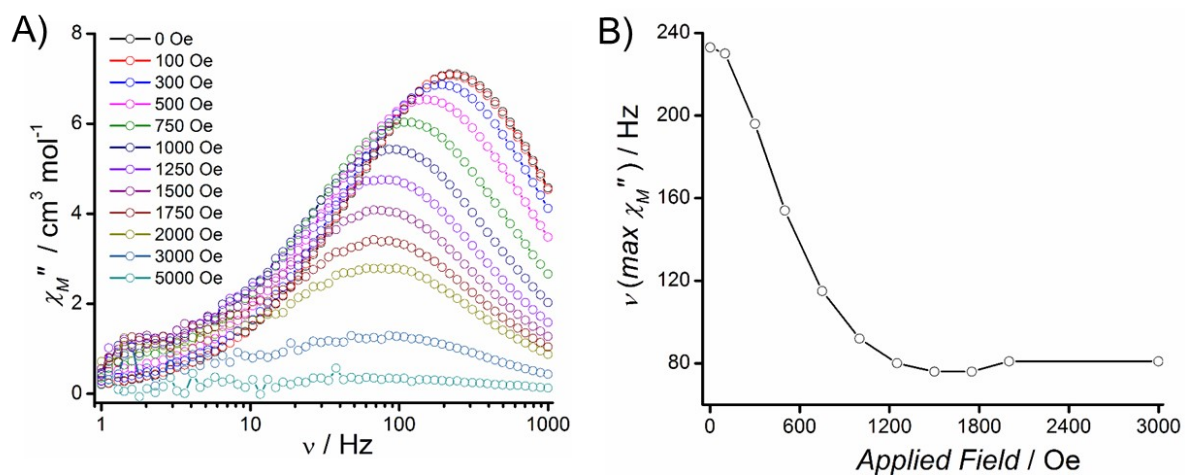 A)
8
6
4
2
0
χM'' / cm³ mol⁻¹
0 Oe
100 Oe
300 Oe
500 Oe
750 Oe
1000 Oe
1250 Oe
1500 Oe
1750 Oe
2000 Oe
3000 Oe
5000 Oe
1 10 100 1000
ν / Hz
B)
240
200
160
120
80
ν (max χM'') / Hz
0 600 1200 1800 2400 3000
Applied Field / Oe